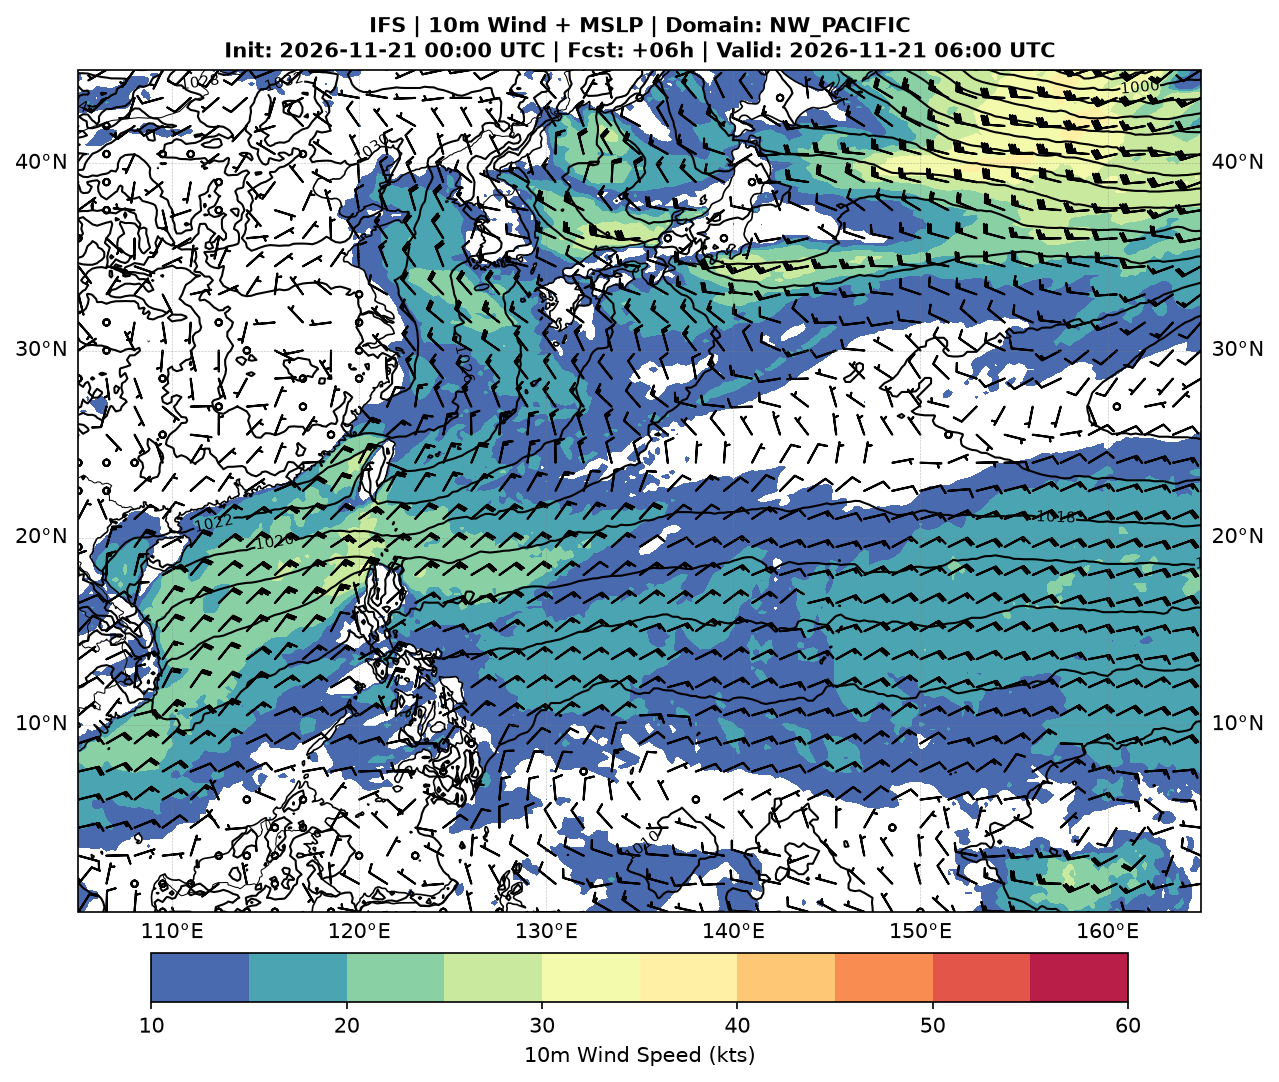 IFS | 10m Wind + MSLP | Domain: NW_PACIFIC
Init: 2026-11-21 00:00 UTC | Fcst: +06h | Valid: 2026-11-21 06:00 UTC
1028
1000
40°N
40°N
30°N
30°N
1026
1022
1020
1018
20°N
20°N
10°N
10°N
1010
110°E
120°E
130°E
140°E
150°E
160°E
10
20
30
40
50
60
10m Wind Speed (kts)